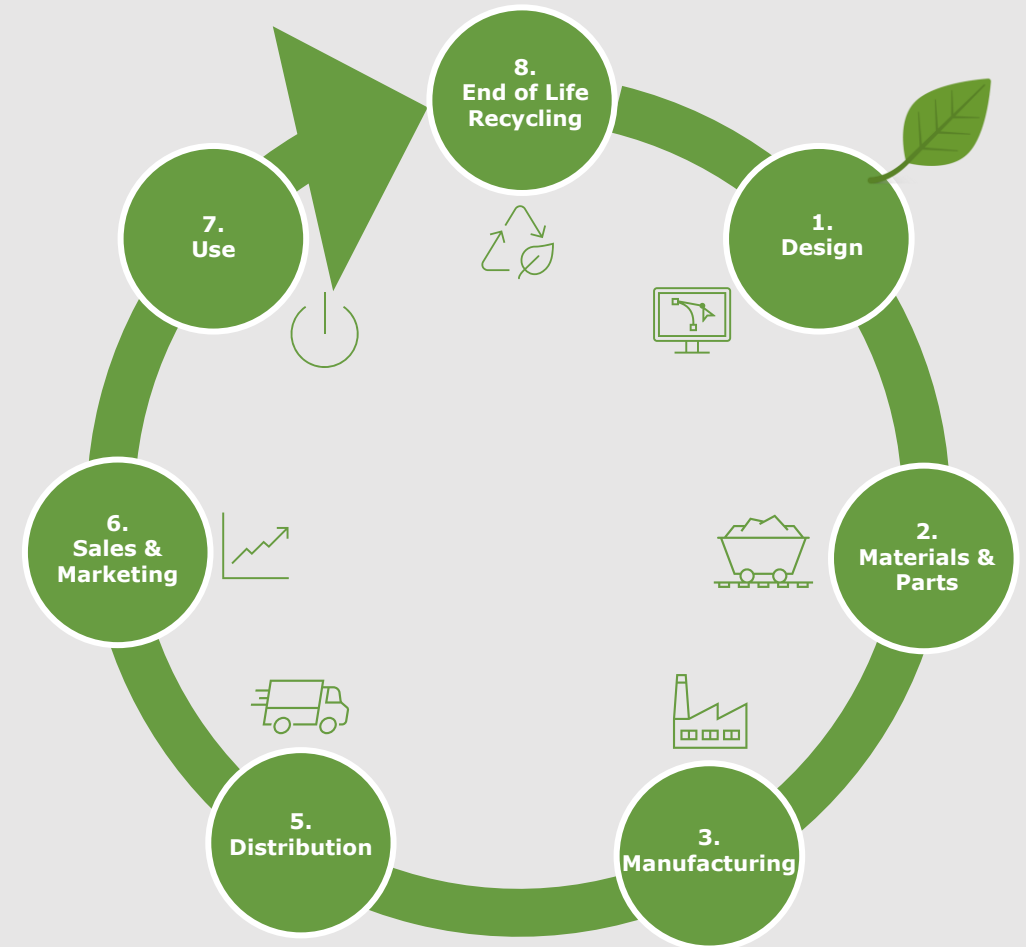 8.
End of Life
Recycling
1.
Design
2.
Materials &
Parts
3.
Manufacturing
5.
Distribution
6.
Sales &
Marketing
7.
Use